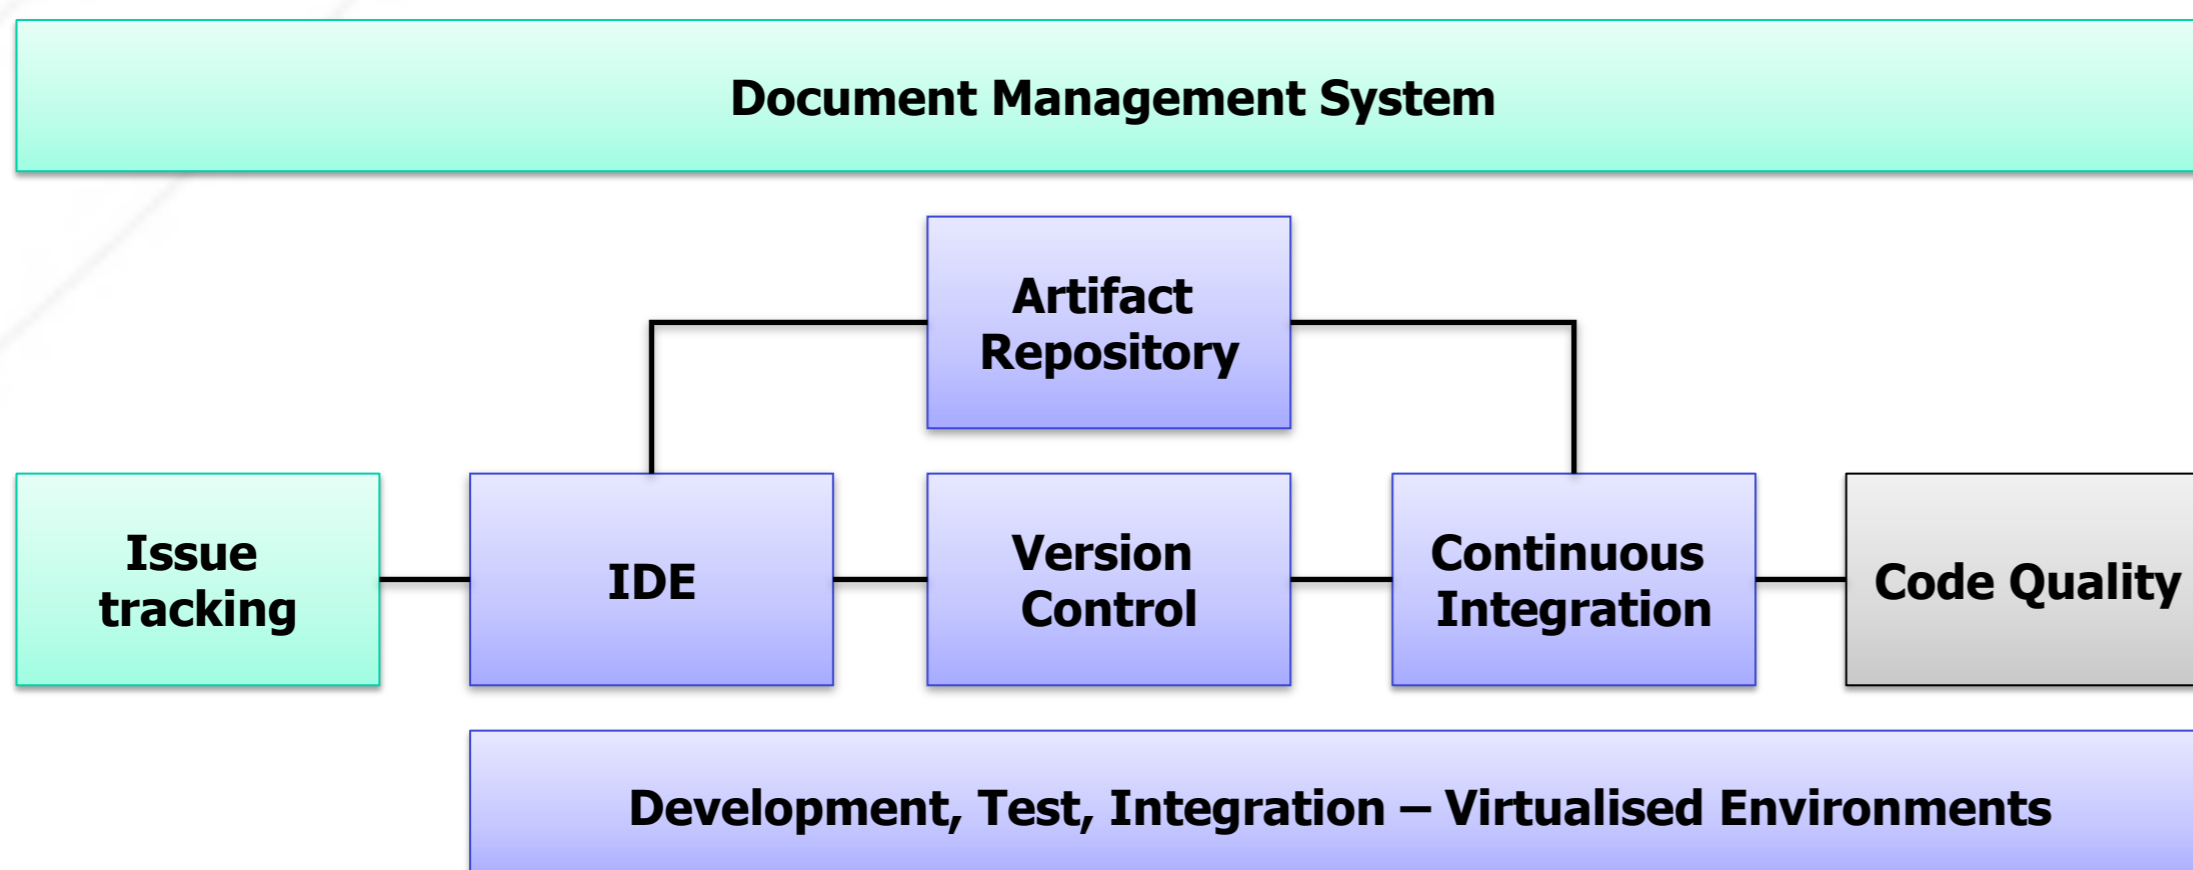 Document Management System
Artifact
Repository
Issue
tracking
IDE
Version
Control
Continuous
Integration
Code Quality
Development, Test, Integration – Virtualised Environments